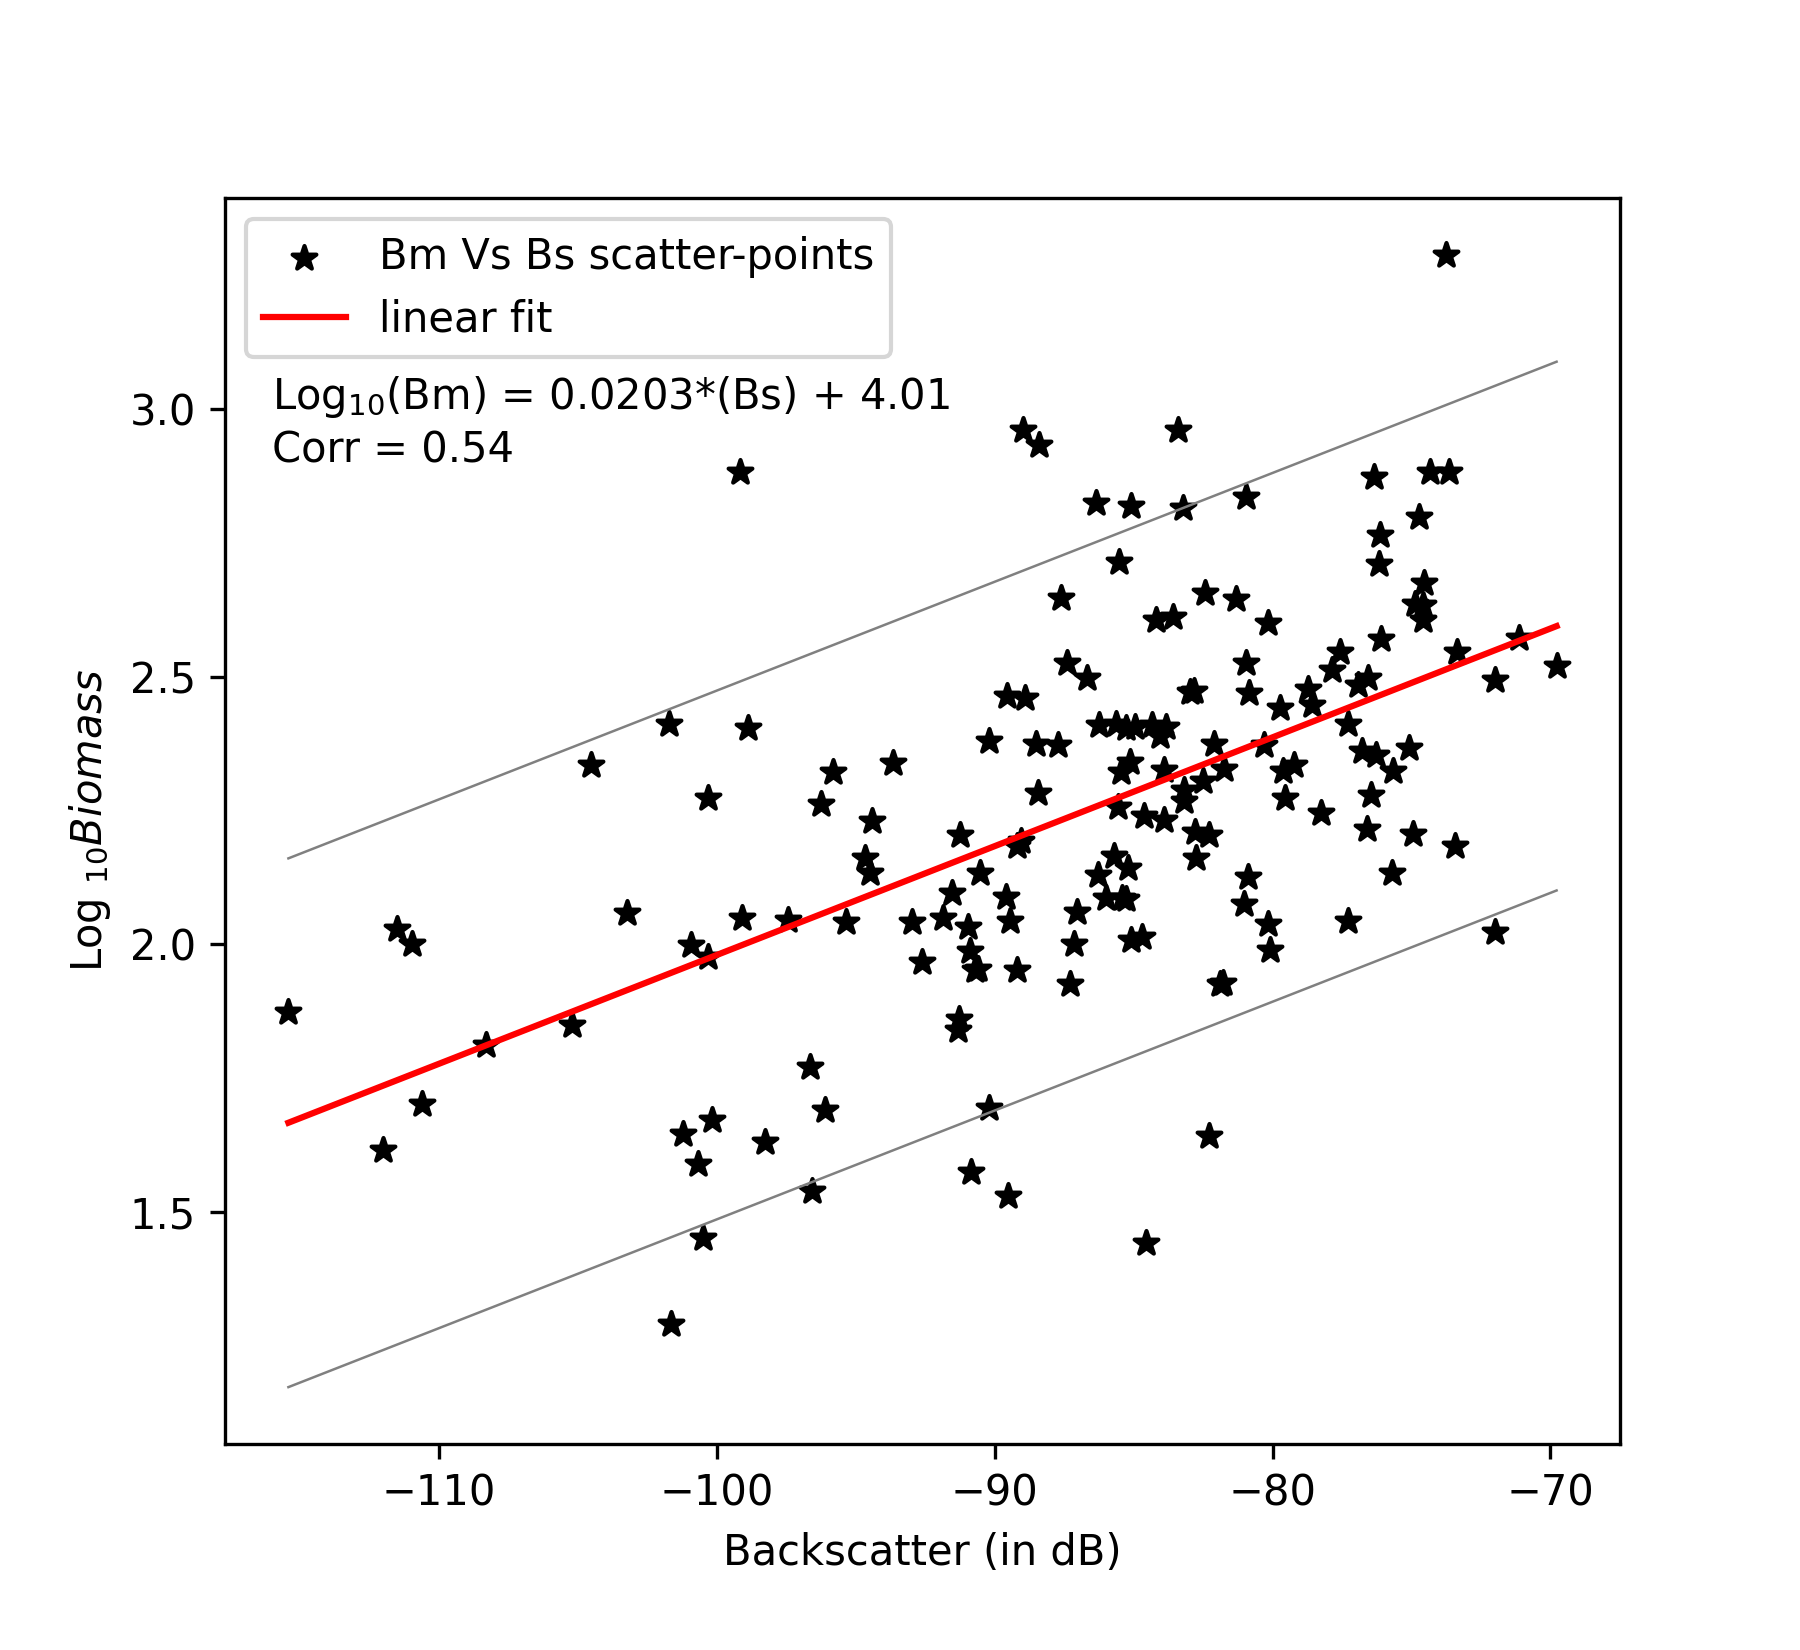 Bm Vs Bs scatter-points
linear fit
Log₁₀(Bm) = 0.0203*(Bs) + 4.01
Corr = 0.54
3.0
2.5
2.0
1.5
Log ₁₀Biomass
−110 −100 −90 −80 −70
Backscatter (in dB)